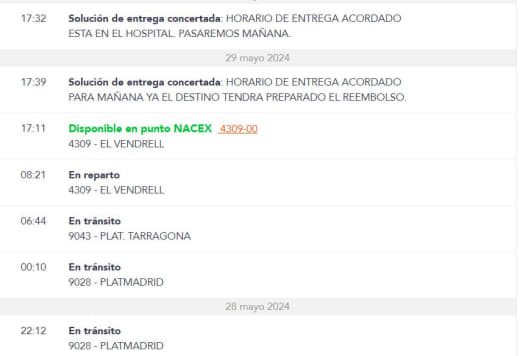 17:32 Solución de entrega concertada: HORARIO DE ENTREGA ACORDADO
ESTA EN EL HOSPITAL. PASAREMOS MAÑANA.
29 mayo 2024
17:39 Solución de entrega concertada: HORARIO DE ENTREGA ACORDADO
PARA MAÑANA YA EL DESTINO TENDRA PREPARADO EL REEMBOLSO.
17:11 Disponible en punto NACEX 4309-00
4309 - EL VENDRELL
08:21 En reparto
4309 - EL VENDRELL
06:44 En tránsito
9043 - PLAT. TARRAGONA
00:10 En tránsito
9028 - PLATMADRID
28 mayo 2024
22:12 En tránsito
9028 - PLATMADRID